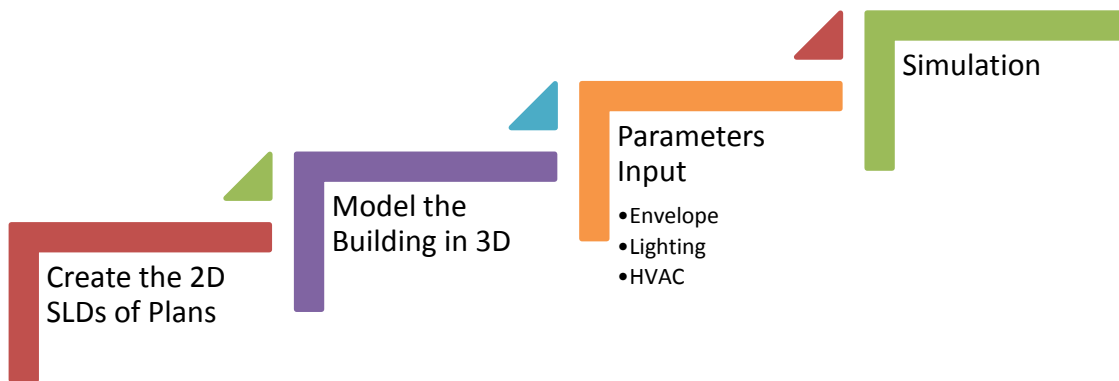 Create the 2D
SLDs of Plans
Model the
Building in 3D
Parameters
Input
•Envelope
•Lighting
•HVAC
Simulation